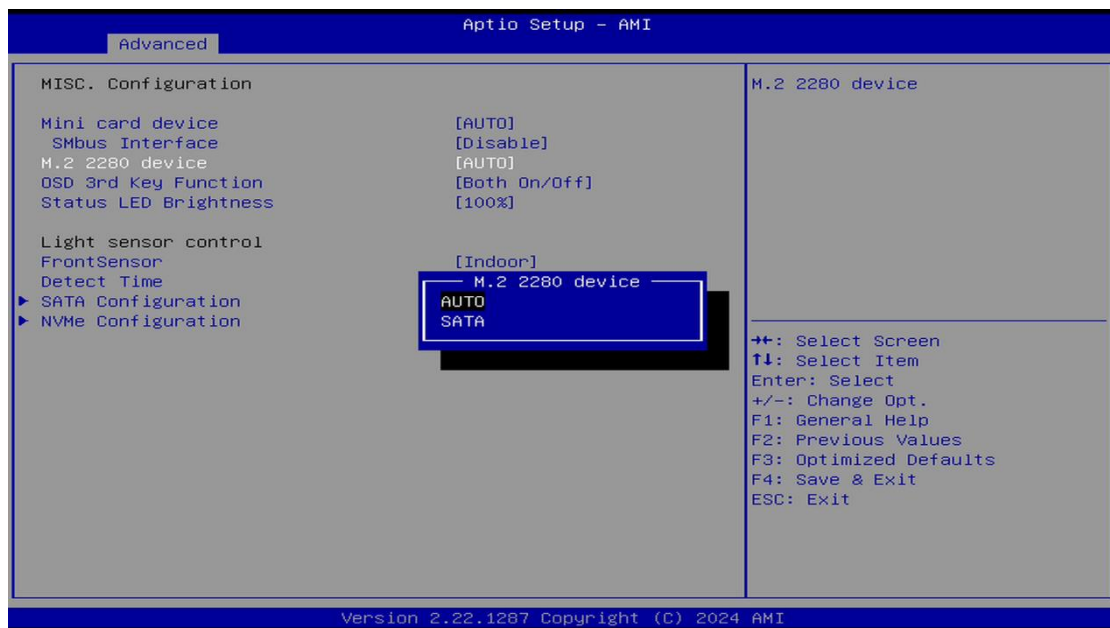 Aptio Setup - AMI
Advanced
MISC. Configuration
Mini card device [AUTO]
SMbus Interface [Disable]
M.2 2280 device [AUTO]
OSD 3rd Key Function [Both On/Off]
Status LED Brightness [100%]
Light sensor control
FrontSensor [Indoor]
Detect Time
SATA Configuration
NVMe Configuration
M.2 2280 device
AUTO
SATA
M.2 2280 device
→←: Select Screen
↑↓: Select Item
Enter: Select
+/-: Change Opt.
F1: General Help
F2: Previous Values
F3: Optimized Defaults
F4: Save & Exit
ESC: Exit
Version 2.22.1287 Copyright (C) 2024 AMI